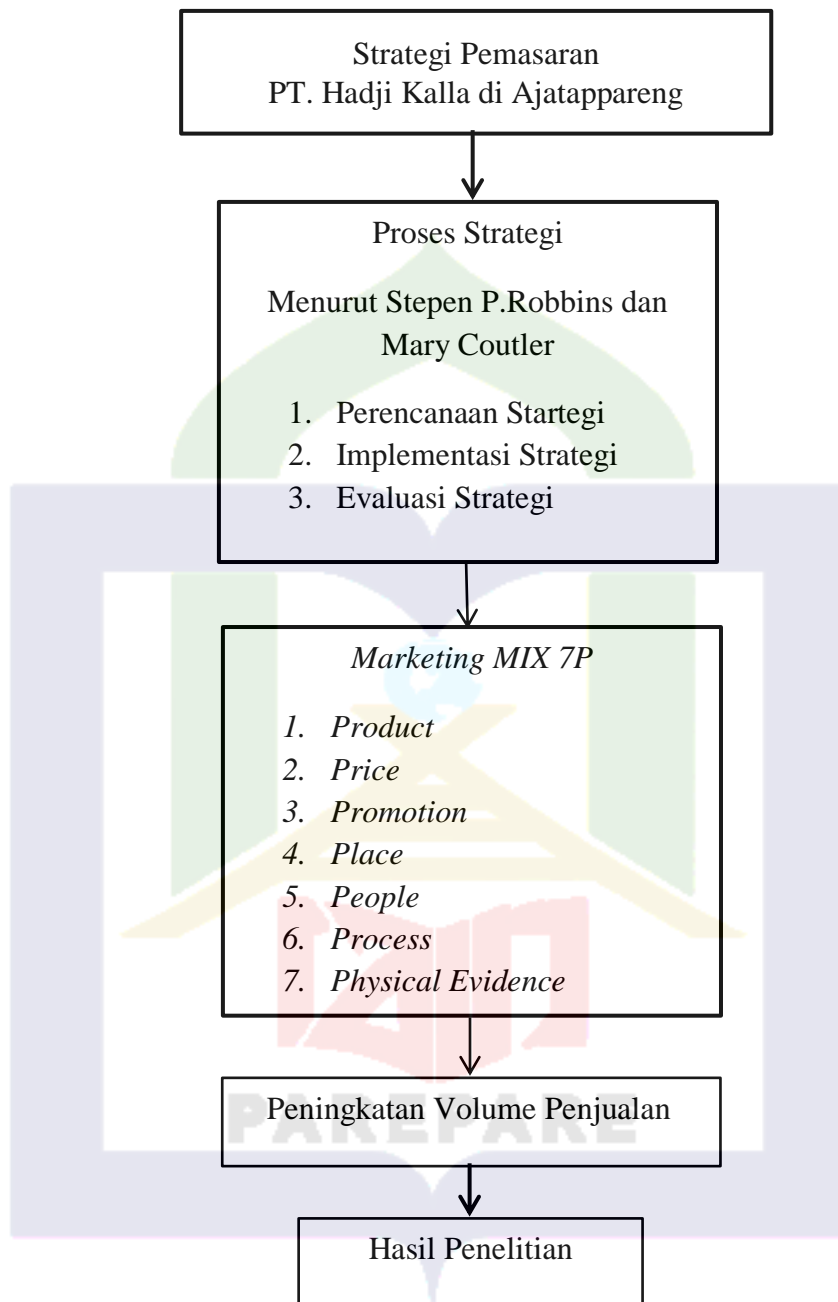 Strategi Pemasaran
PT. Hadji Kalla di Ajatappareng
Proses Strategi
Menurut Stepen P.Robbins dan
Mary Coutler
1. Perencanaan Startegi
2. Implementasi Strategi
3. Evaluasi Strategi
Marketing MIX 7P
1. Product
2. Price
3. Promotion
4. Place
5. People
6. Process
7. Physical Evidence
Peningkatan Volume Penjualan
PAREPARE
Hasil Penelitian